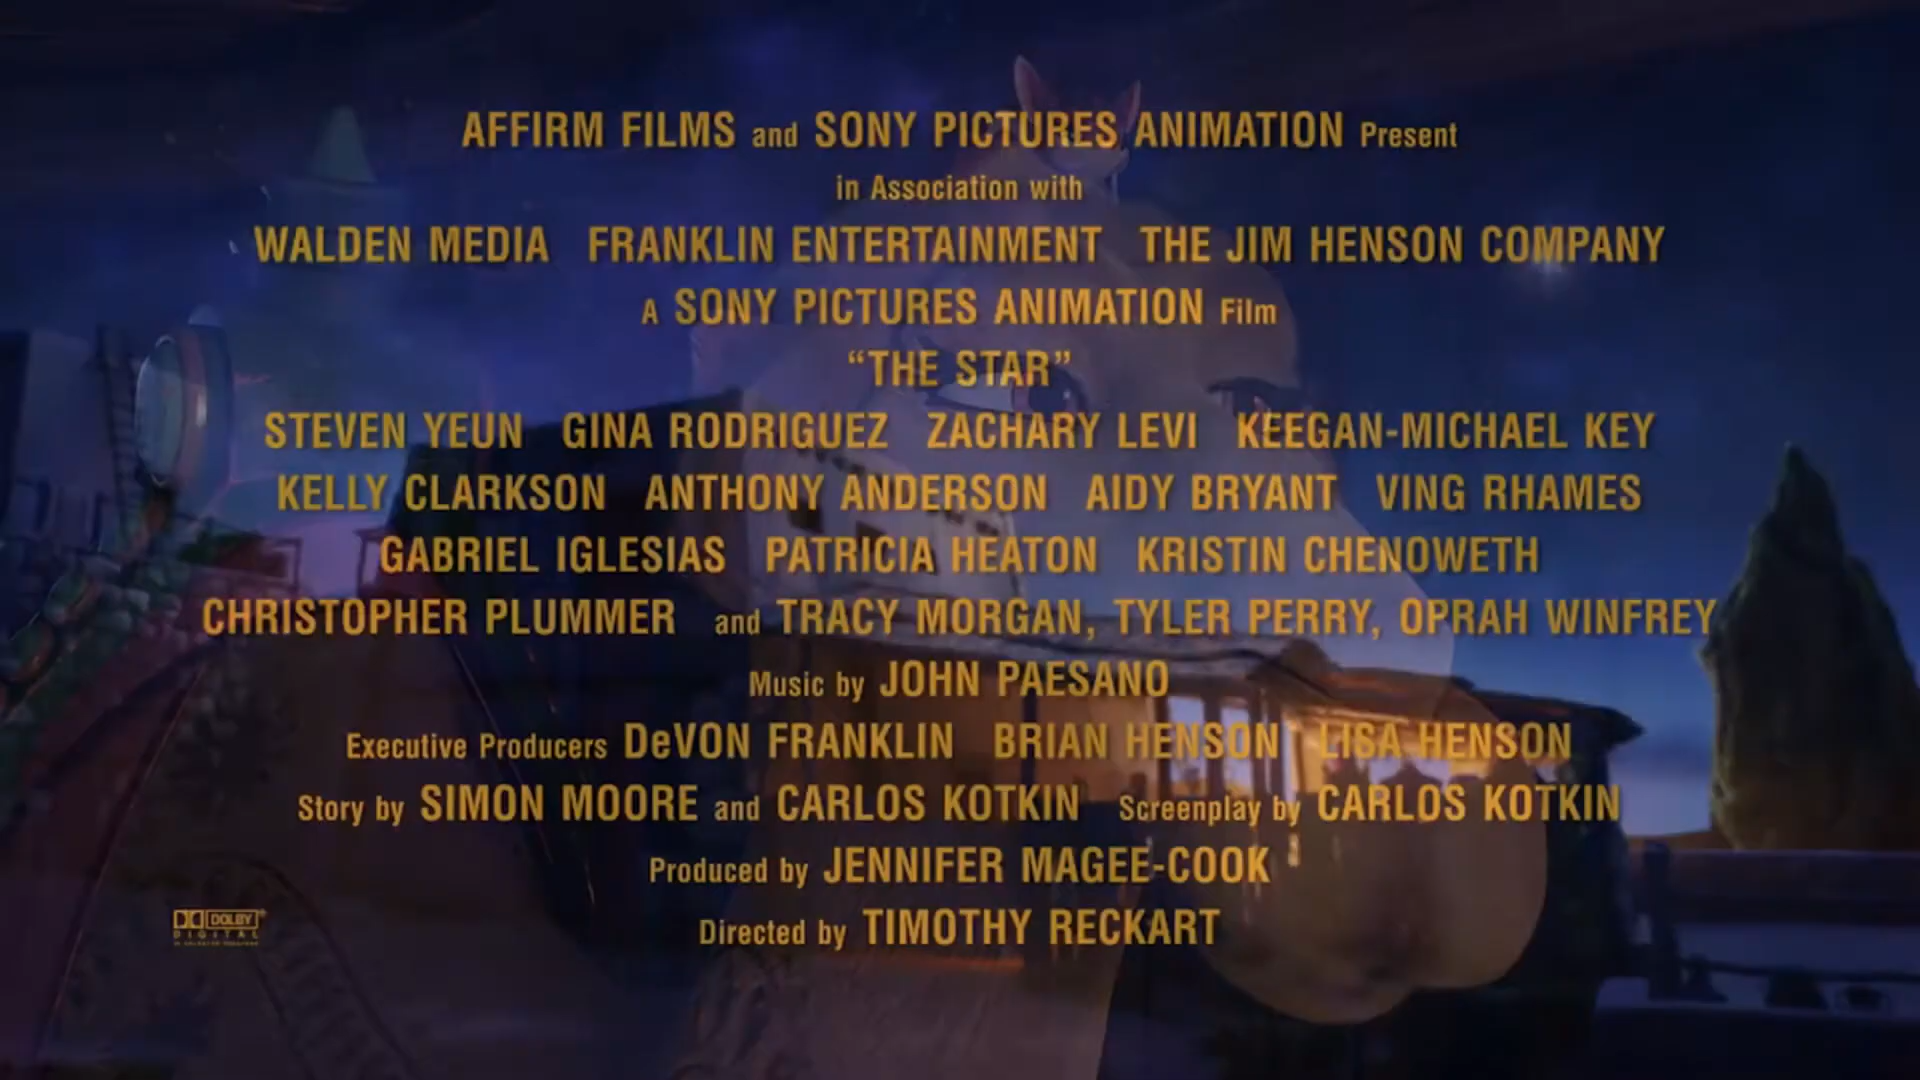 AFFIRM FILMS and SONY PICTURES ANIMATION Present
in Association with
WALDEN MEDIA FRANKLIN ENTERTAINMENT THE JIM HENSON COMPANY
A SONY PICTURES ANIMATION Film
“THE STAR”
STEVEN YEUN GINA RODRIGUEZ ZACHARY LEVI KEEGAN-MICHAEL KEY
KELLY CLARKSON ANTHONY ANDERSON AIDY BRYANT VING RHAMES
GABRIEL IGLESIAS PATRICIA HEATON KRISTIN CHENOWETH
CHRISTOPHER PLUMMER and TRACY MORGAN, TYLER PERRY, OPRAH WINFREY
Music by JOHN PAESANO
Executive Producers DeVON FRANKLIN BRIAN HENSON LISA HENSON
Story by SIMON MOORE and CARLOS KOTKIN Screenplay by CARLOS KOTKIN
Produced by JENNIFER MAGEE-COOK
Directed by TIMOTHY RECKART
DOLBY
DIGITAL